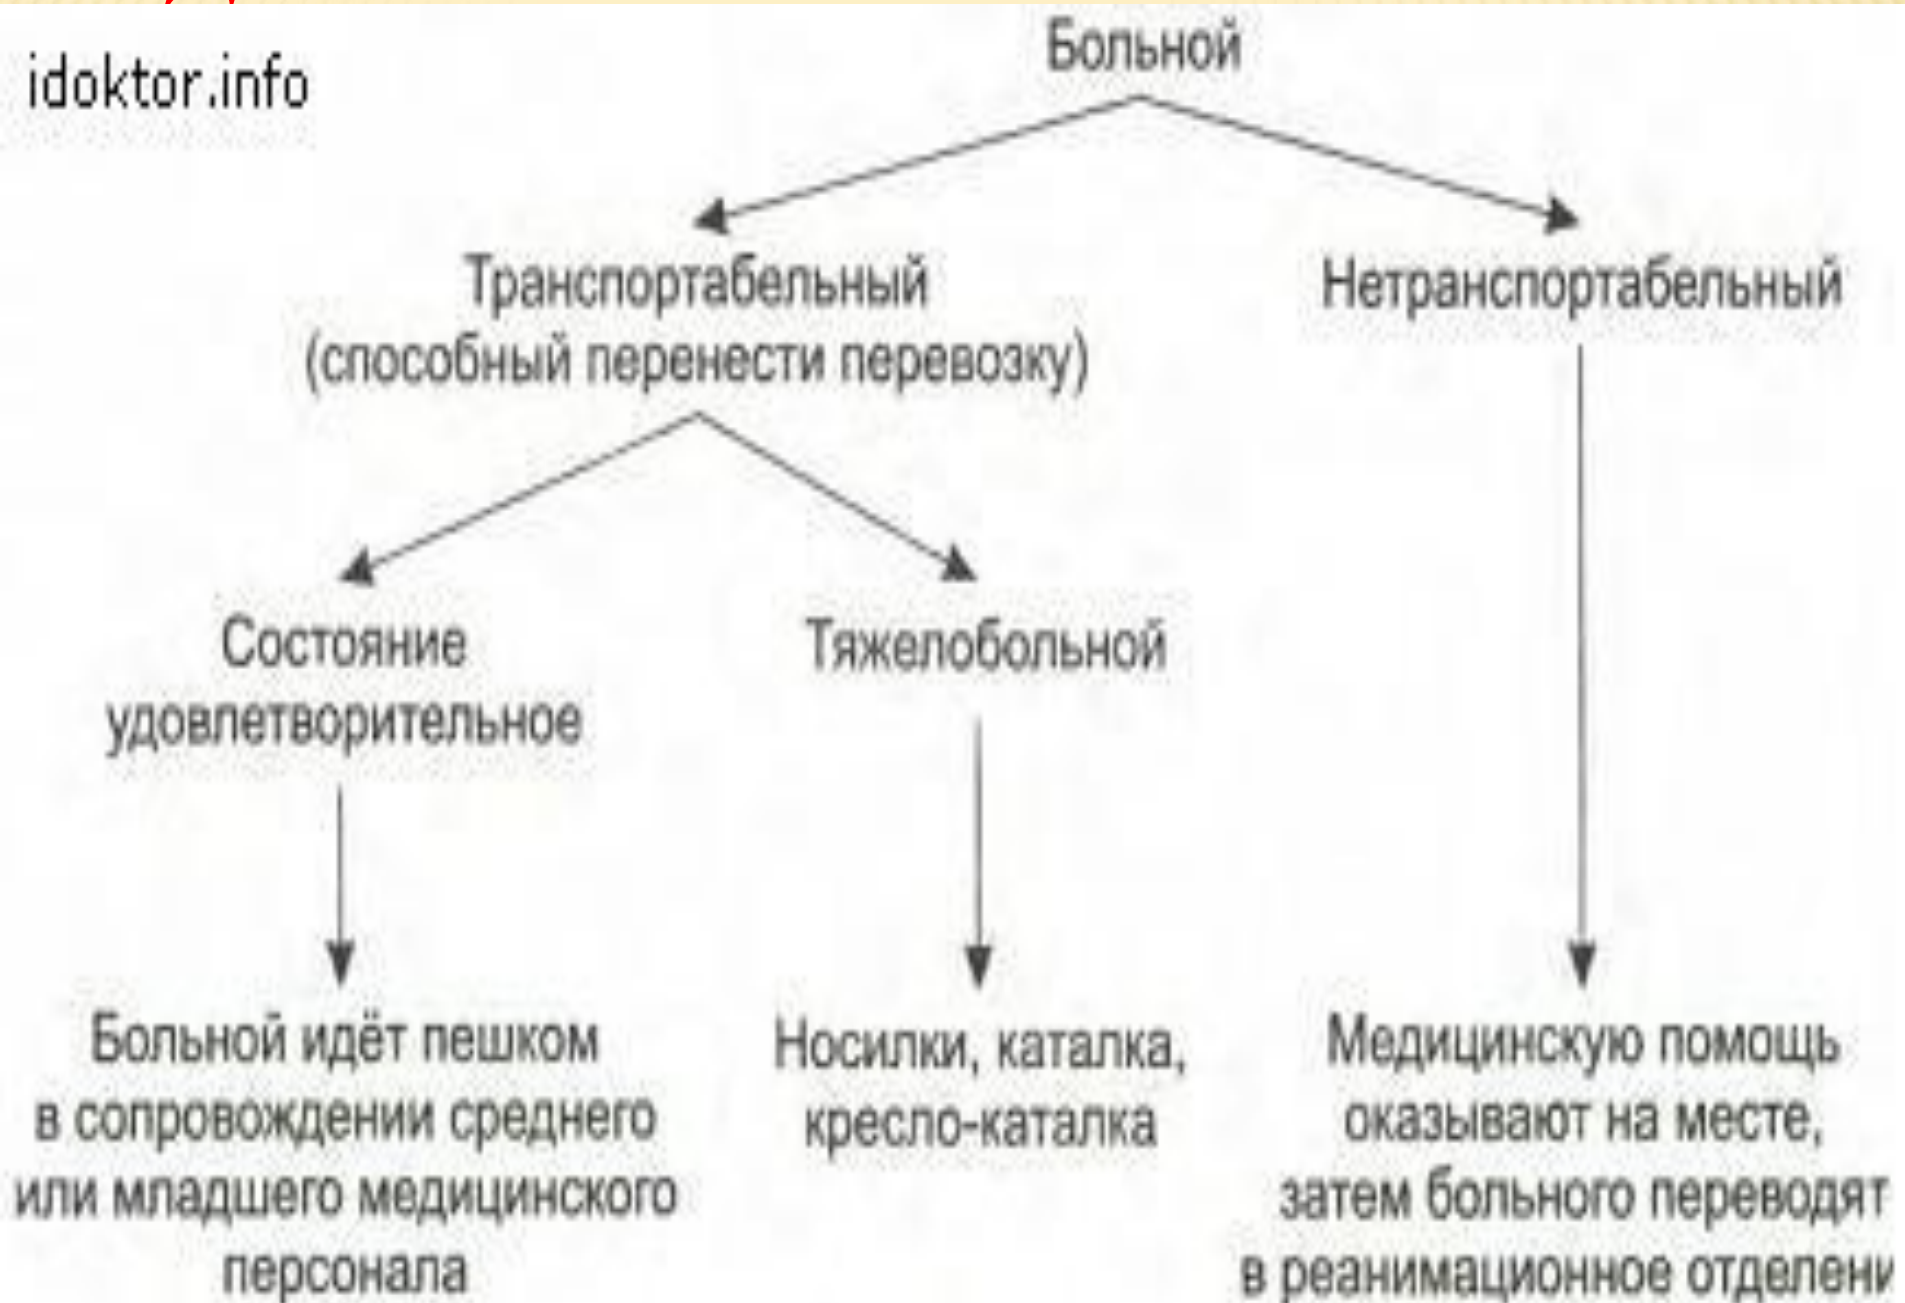 idoktor.info
Больной
Транспортабельный
(способный перенести перевозку)
Нетранспортабельный
Состояние
удовлетворительное
Тяжелобольной
Больной идёт пешком
в сопровождении среднего
или младшего медицинского
персонала
Носилки, каталка,
кресло-каталка
Медицинскую помощь
оказывают на месте,
затем больного переводят
в реанимационное отделени